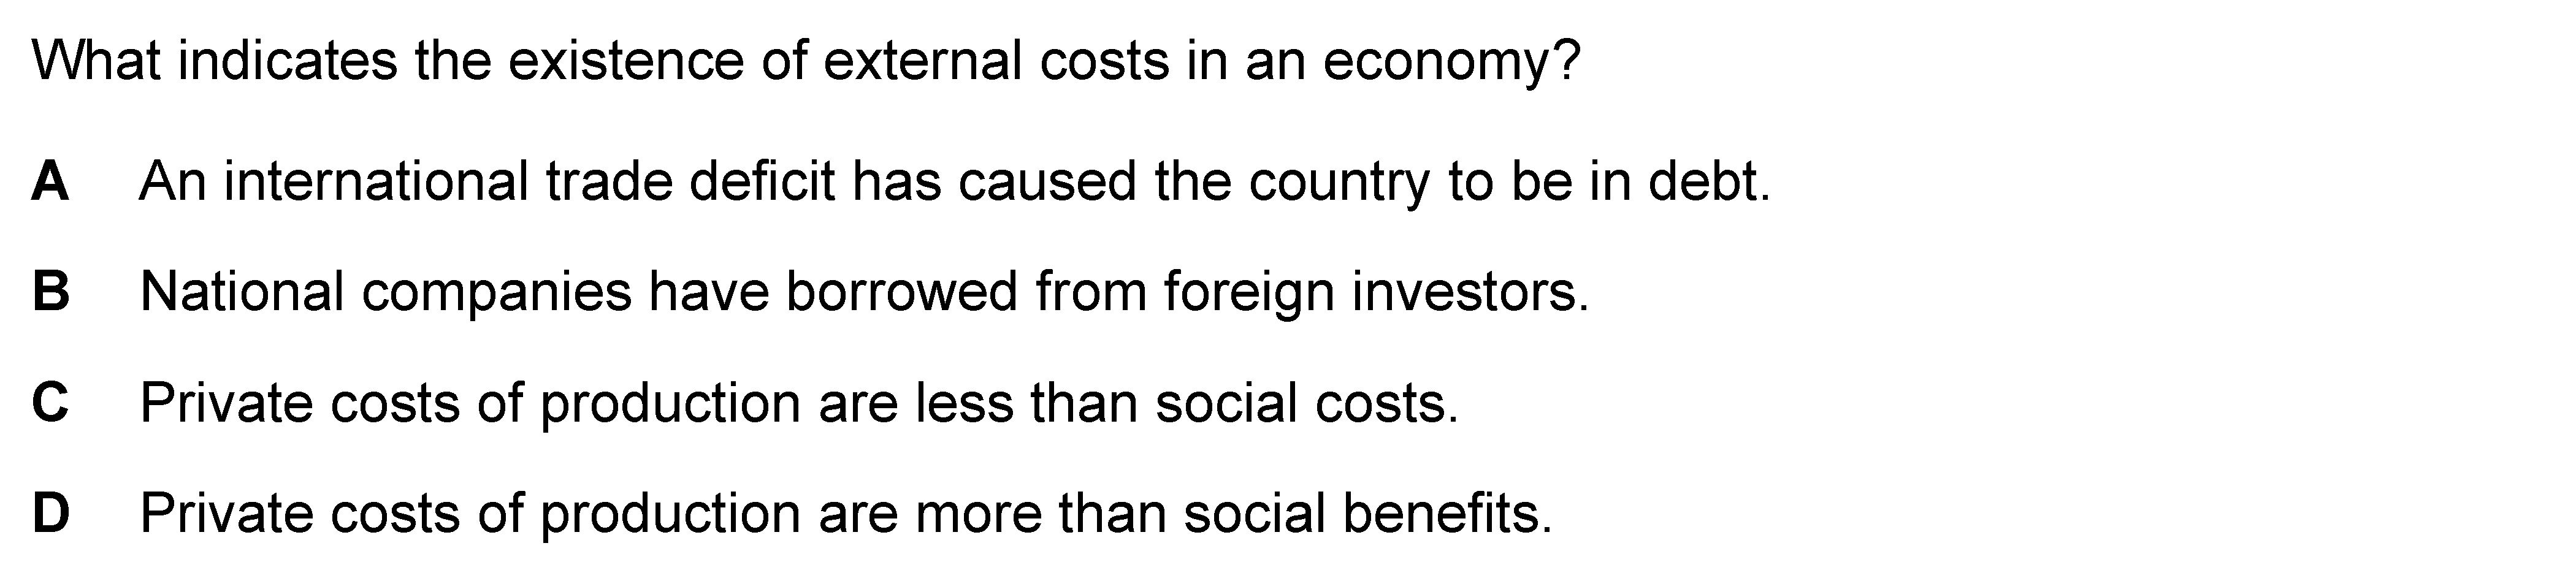 What indicates the existence of external costs in an economy?
A An international trade deficit has caused the country to be in debt.
B National companies have borrowed from foreign investors.
C Private costs of production are less than social costs.
D Private costs of production are more than social benefits.